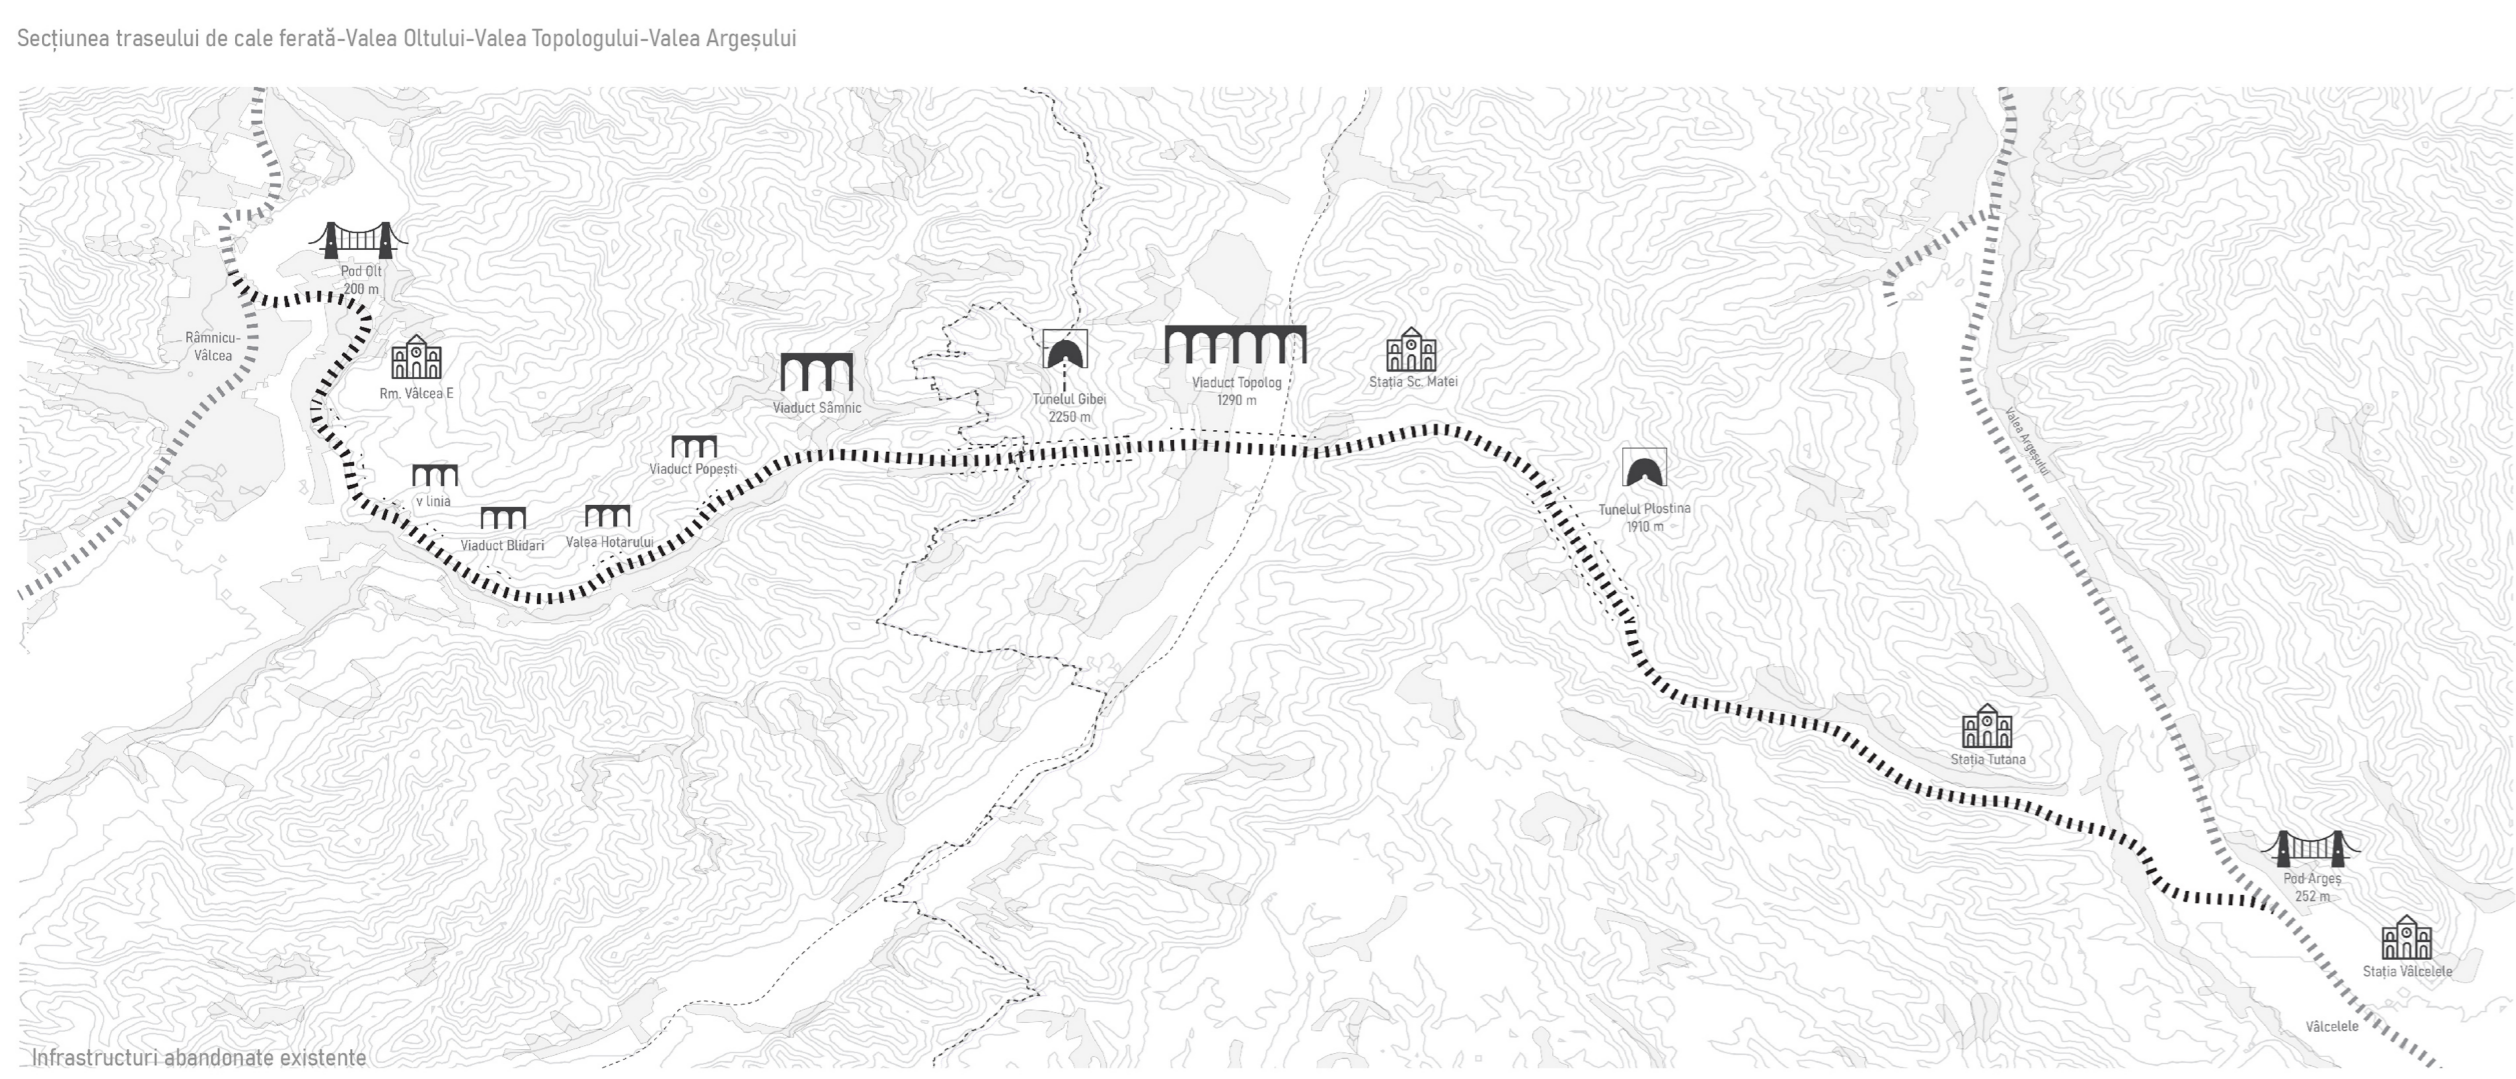 Secțiunea traseului de cale ferată-Valea Oltului-Valea Topologului-Valea Argeșului
Pod Olt
200 m
Râmnicu-
Vâlcea
Rm. Vâlcea E
v linia
Viaduct Blidari
Valea Hotarului
Viaduct Popești
Viaduct Sâmnic
Tunelul Gibei
2250 m
Viaduct Topolog
1290 m
Stația Sc. Matei
Tunelul Plostina
1910 m
Valea Argeșului
Stația Tutana
Pod Argeș
252 m
Stația Vâlcelele
Vâlcelele
Infrastructuri abandonate existente